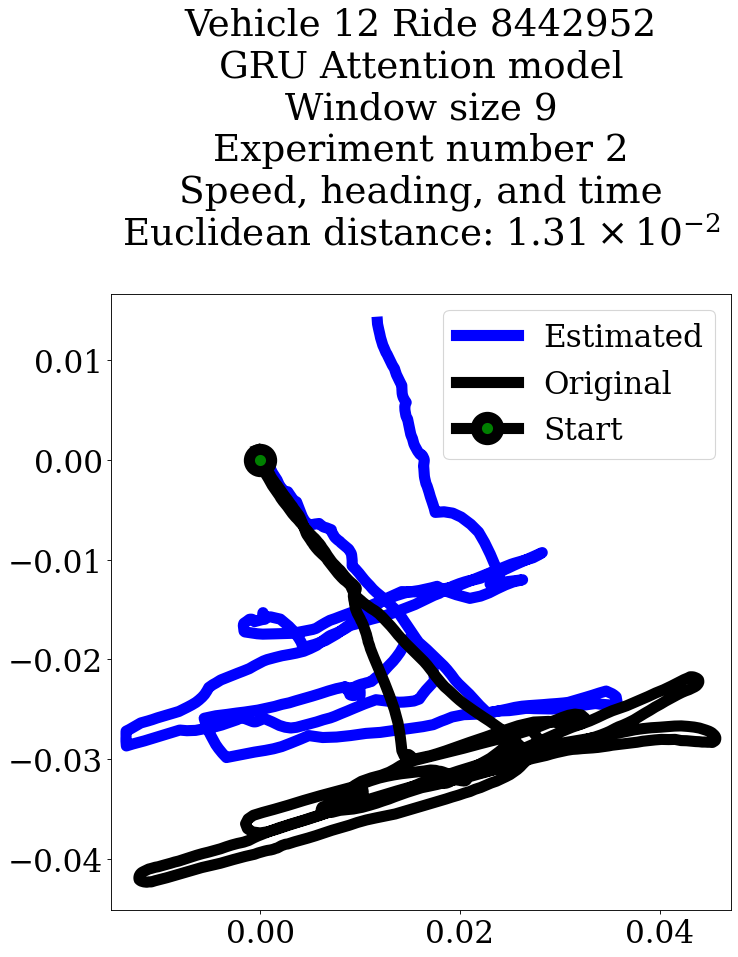 Vehicle 12 Ride 8442952
GRU Attention model
Window size 9
Experiment number 2
Speed, heading, and time
Euclidean distance: 1.31 × 10⁻²
Estimated
Original
Start
0.01
0.00
−0.01
−0.02
−0.03
−0.04
0.00 0.02 0.04